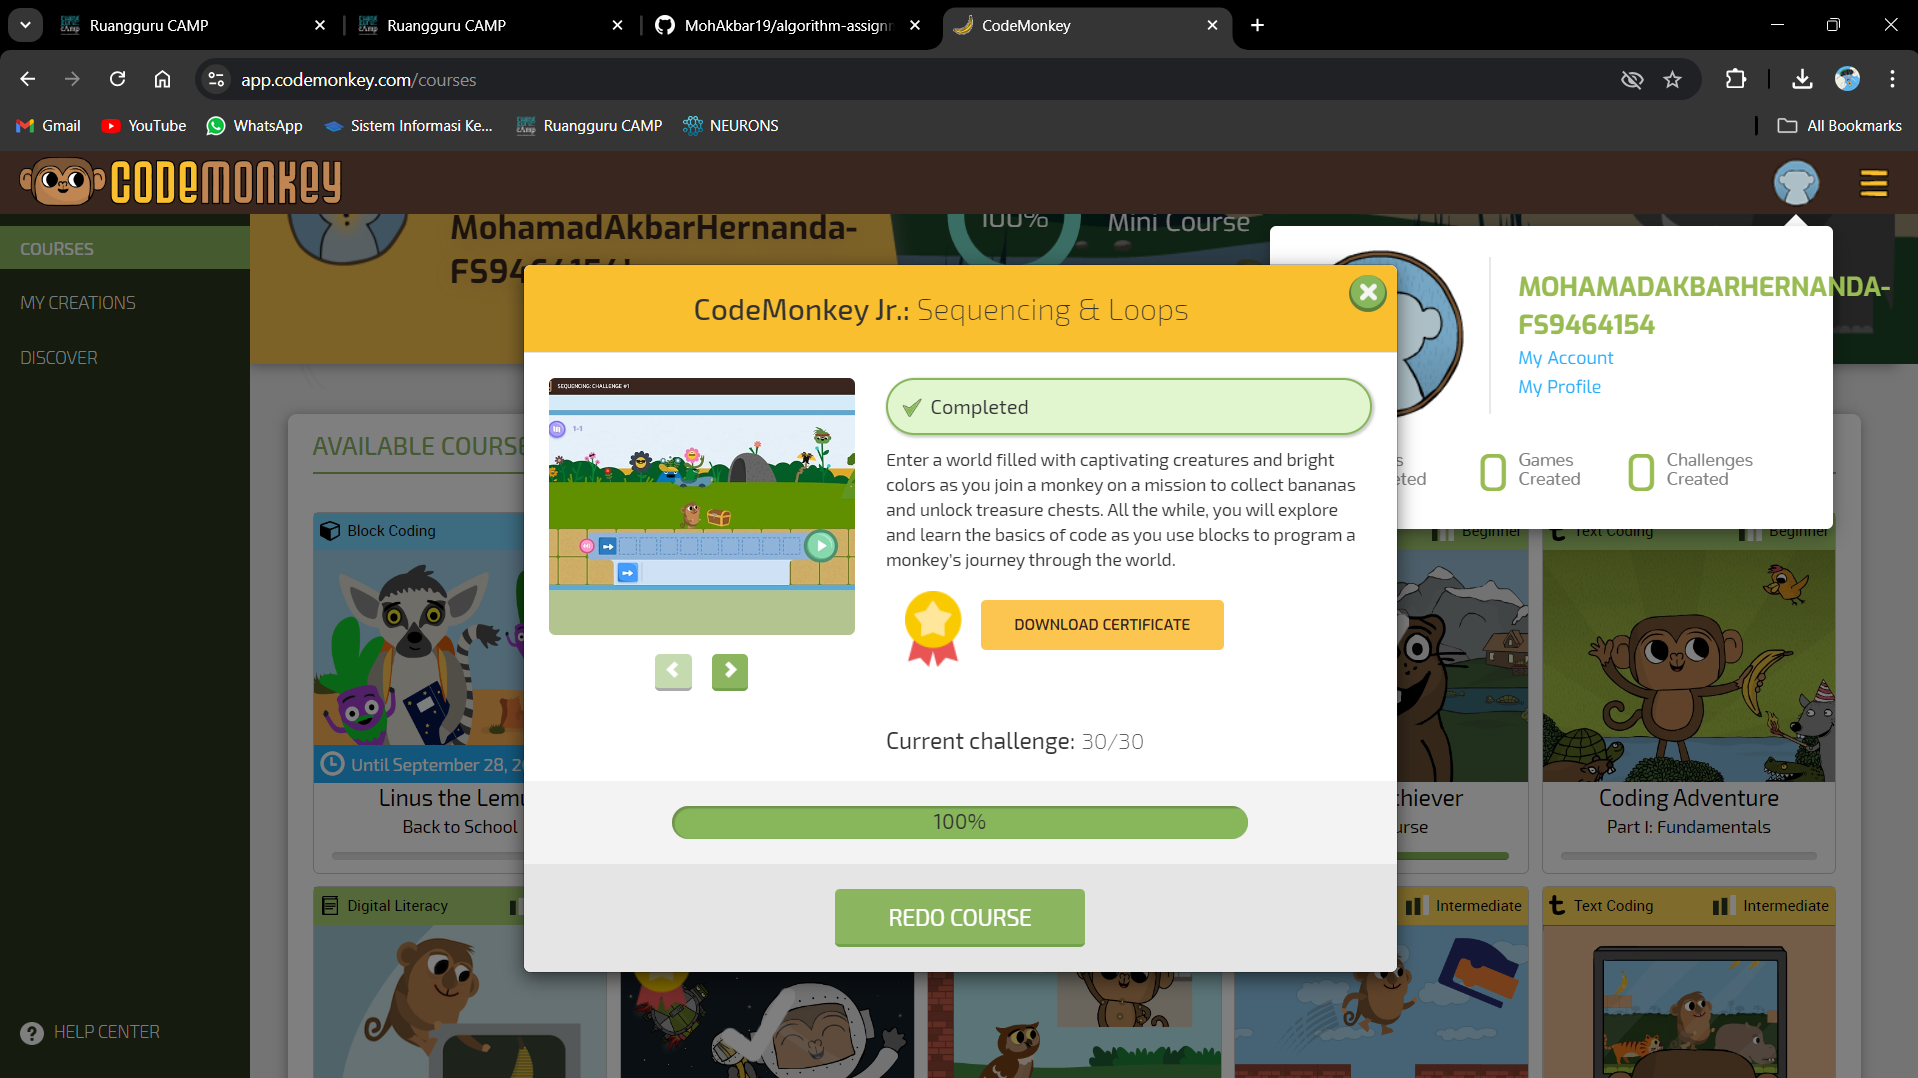 Ruangguru CAMP
Ruangguru CAMP
MohAkbar19/algorithm-assignm
CodeMonkey
app.codemonkey.com/courses
Gmail
YouTube
WhatsApp
Sistem Informasi Ke...
Ruangguru CAMP
NEURONS
All Bookmarks
CODEMONKEY
COURSES
MY CREATIONS
DISCOVER
HELP CENTER
MohamadAkbarHernanda-
100%
Mini Course
MOHAMADAKBARHERNANDA-
FS9464154
My Account
My Profile
0 Games
Created
0 Challenges
Created
CodeMonkey Jr.: Sequencing & Loops
SEQUENCING: CHALLENGE #1
1-1
Completed
Enter a world filled with captivating creatures and bright
colors as you join a monkey on a mission to collect bananas
and unlock treasure chests. All the while, you will explore
and learn the basics of code as you use blocks to program a
monkey's journey through the world.
DOWNLOAD CERTIFICATE
Current challenge: 30/30
100%
REDO COURSE
AVAILABLE COURSE
Block Coding
Until September 28, 2
Linus the Lemu
Back to School
Beginner
Text Coding
Beginner
Coding Adventure
Part I: Fundamentals
Digital Literacy
Intermediate
Text Coding
Intermediate